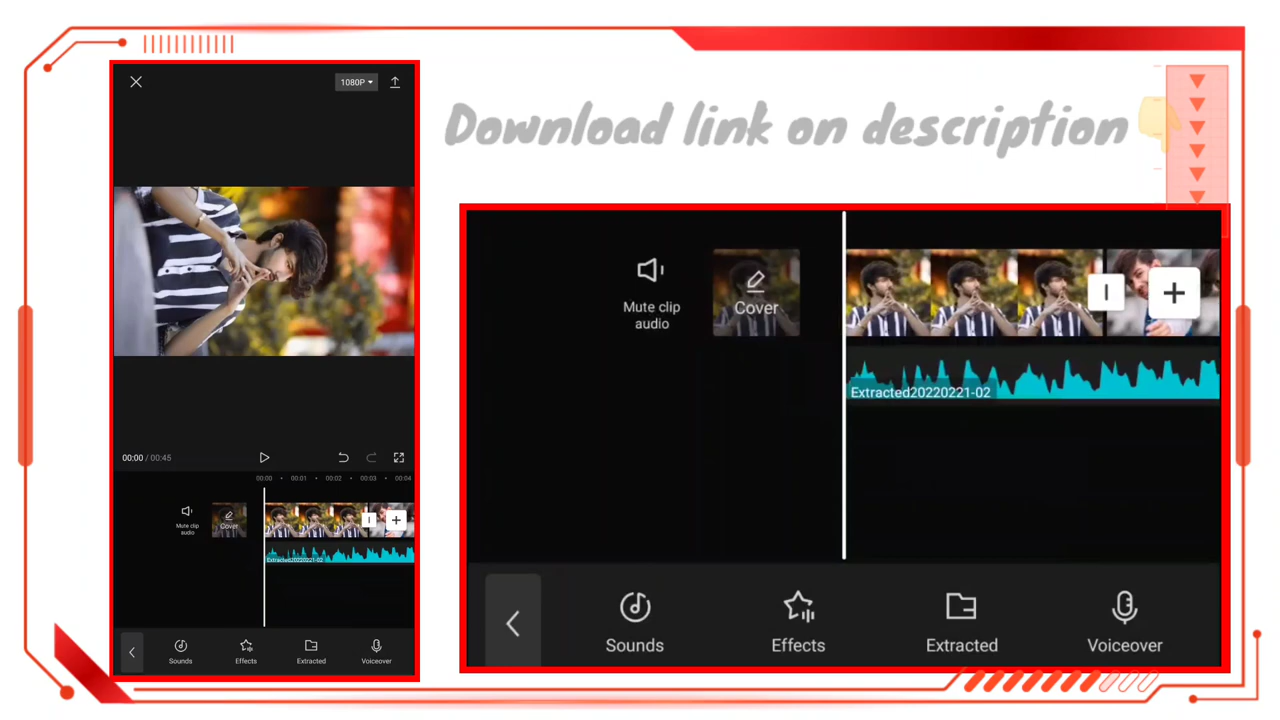 1080P
Download link on description
00:00 / 00:45
00:00 00:01 00:02 00:03 00:04
Mute clip
audio
Cover
Extracted20220221-02
Sounds Effects Extracted Voiceover
Mute clip
audio
Cover
Extracted20220221-02
Sounds Effects Extracted Voiceover